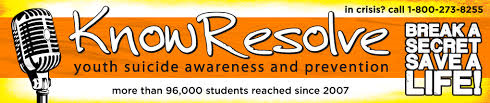 in crisis? call 1-800-273-8255
KnowResolve
youth suicide awareness and prevention
more than 96,000 students reached since 2007
BREAK A
SECRET
SAVE A
LIFE!